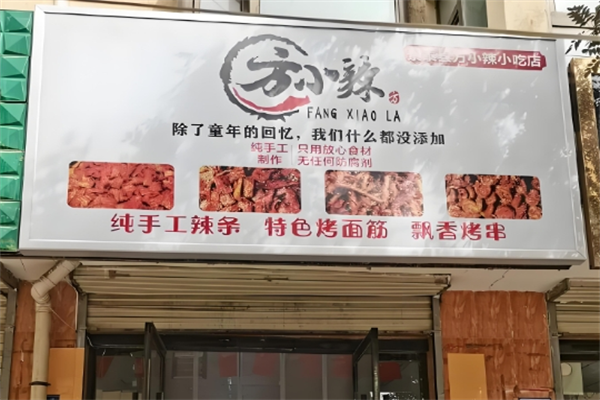 方小辣小吃店
方小辣
FANG XIAO LA
除了童年的回忆，我们什么都没添加
纯手工制作
只用放心食材
无任何防腐剂
纯手工辣条 特色烤面筋 飘香烤串